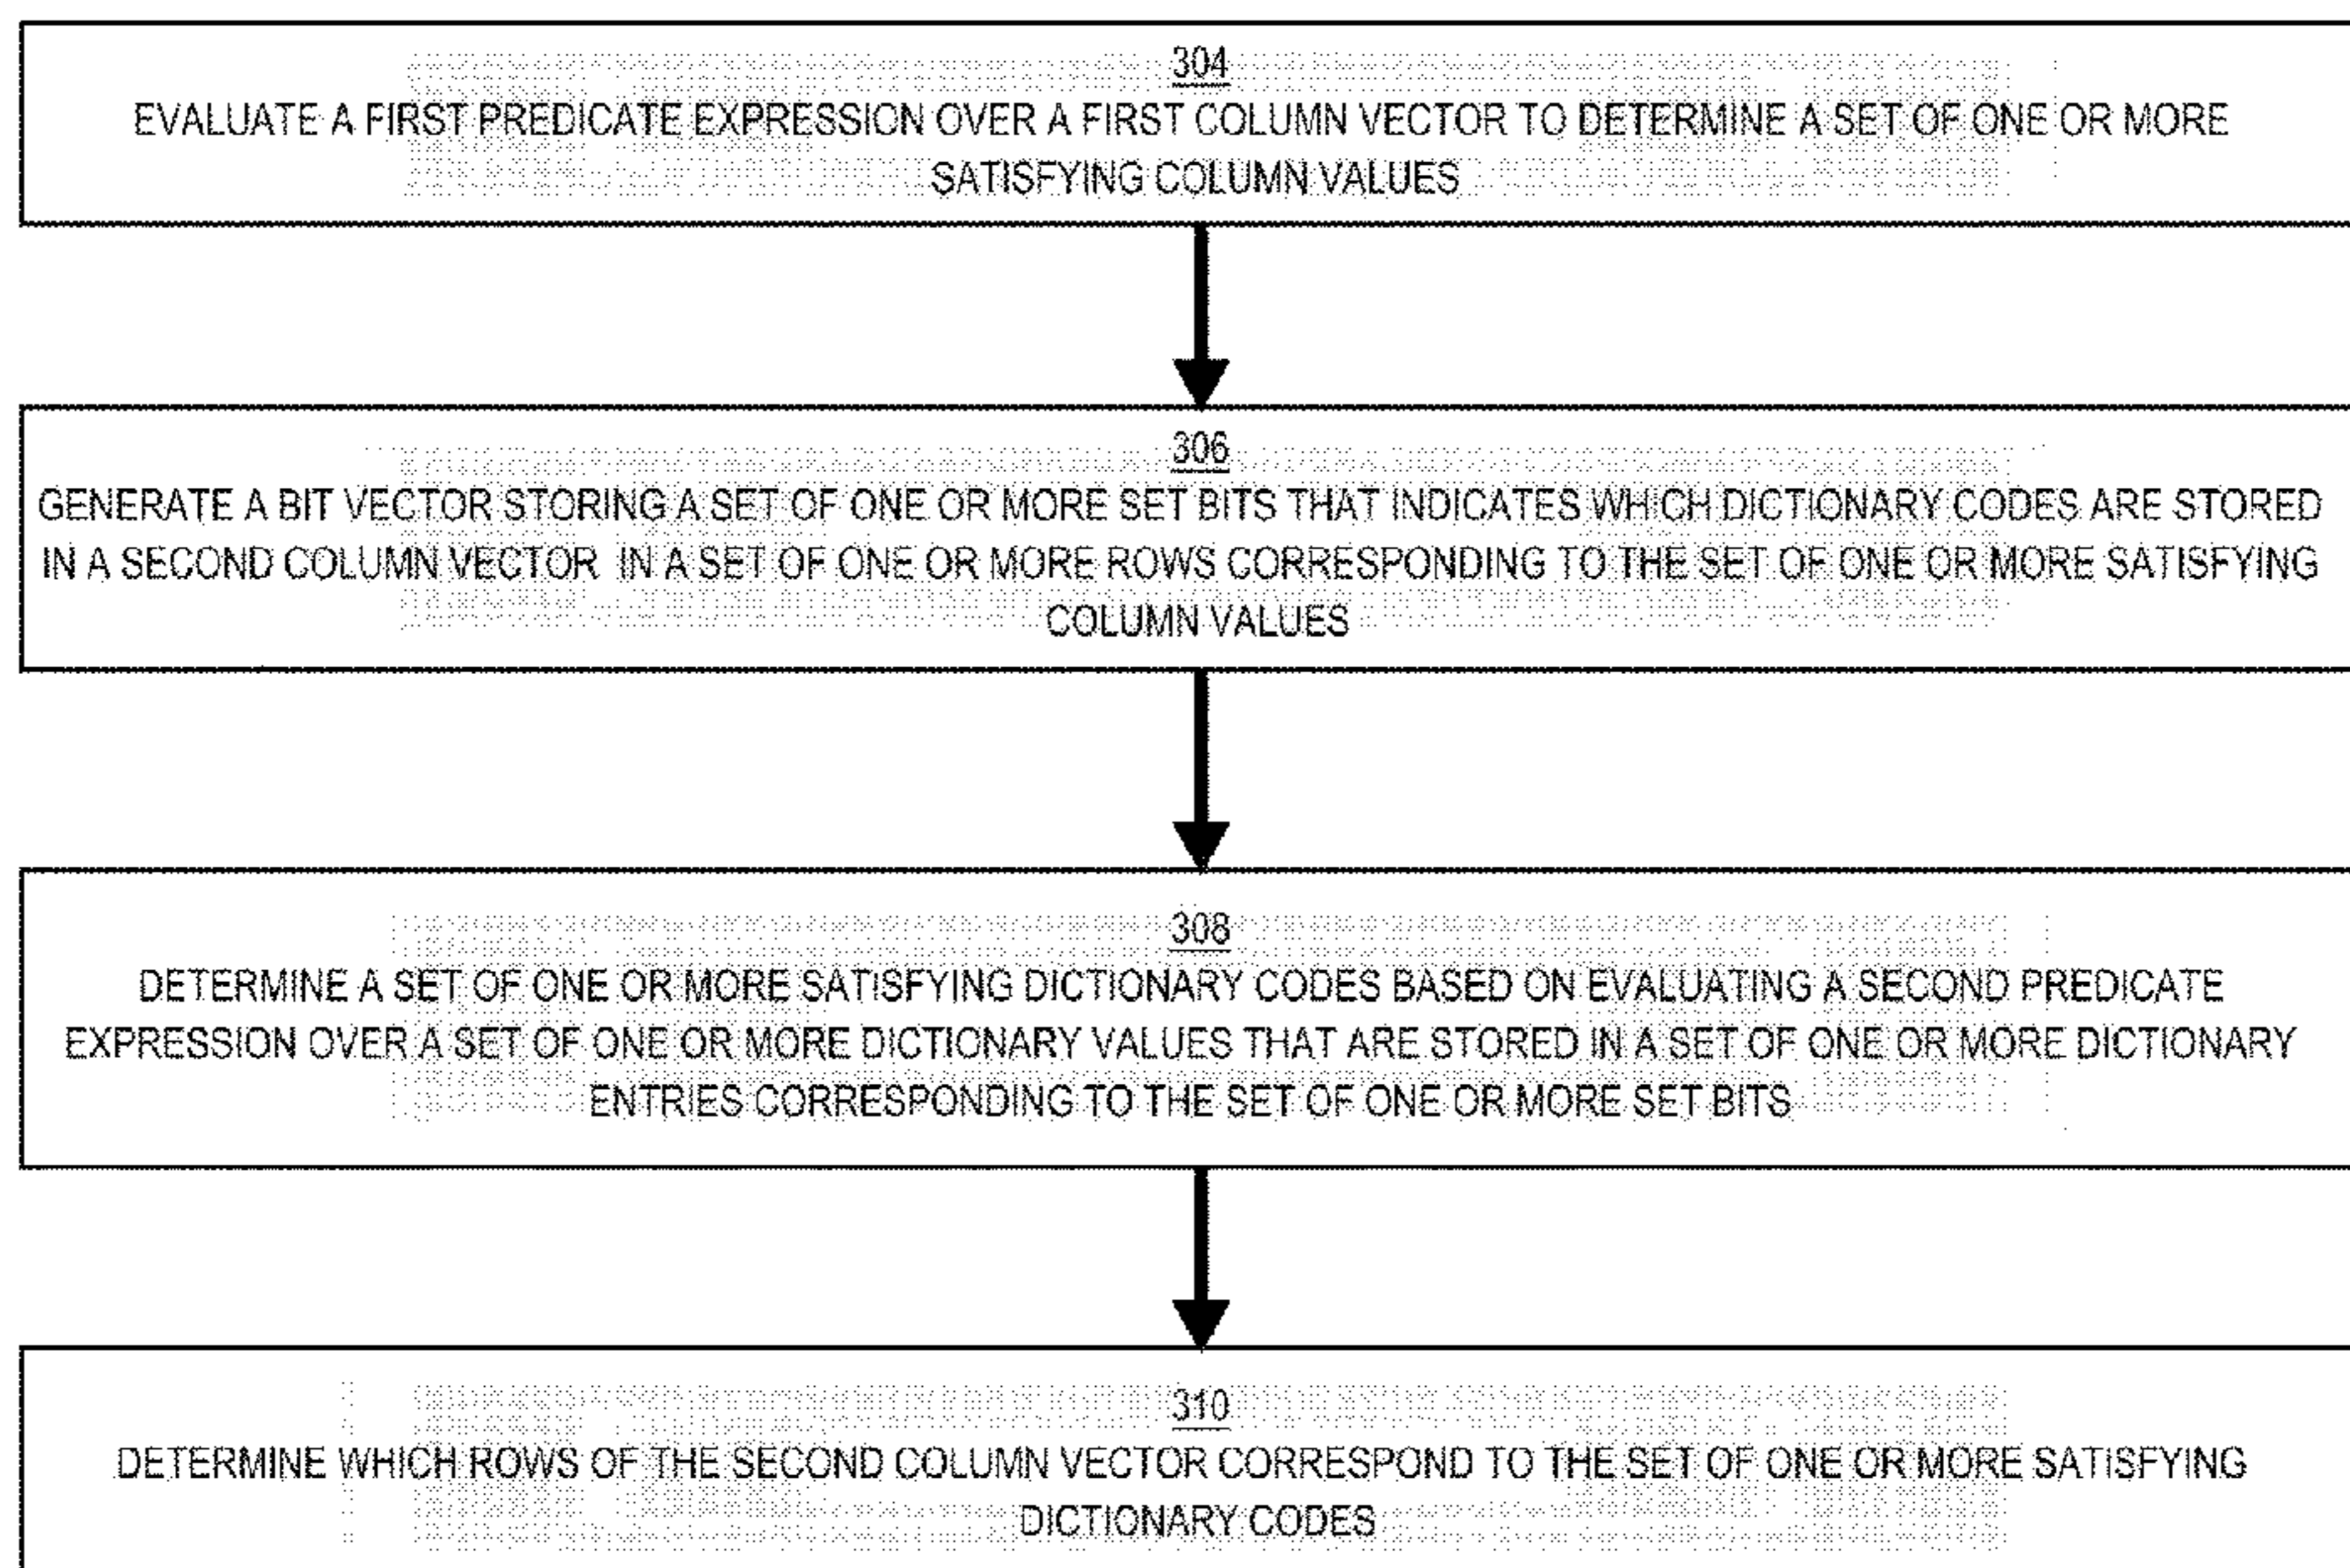 304
EVALUATE A FIRST PREDICATE EXPRESSION OVER A FIRST COLUMN VECTOR TO DETERMINE A SET OF ONE OR MORE
SATISFYING COLUMN VALUES
306
GENERATE A BIT VECTOR STORING A SET OF ONE OR MORE SET BITS THAT INDICATES WHICH DICTIONARY CODES ARE STORED
IN A SECOND COLUMN VECTOR IN A SET OF ONE OR MORE ROWS CORRESPONDING TO THE SET OF ONE OR MORE SATISFYING
COLUMN VALUES
308
DETERMINE A SET OF ONE OR MORE SATISFYING DICTIONARY CODES BASED ON EVALUATING A SECOND PREDICATE
EXPRESSION OVER A SET OF ONE OR MORE DICTIONARY VALUES THAT ARE STORED IN A SET OF ONE OR MORE DICTIONARY
ENTRIES CORRESPONDING TO THE SET OF ONE OR MORE SET BITS
310
DETERMINE WHICH ROWS OF THE SECOND COLUMN VECTOR CORRESPOND TO THE SET OF ONE OR MORE SATISFYING
DICTIONARY CODES